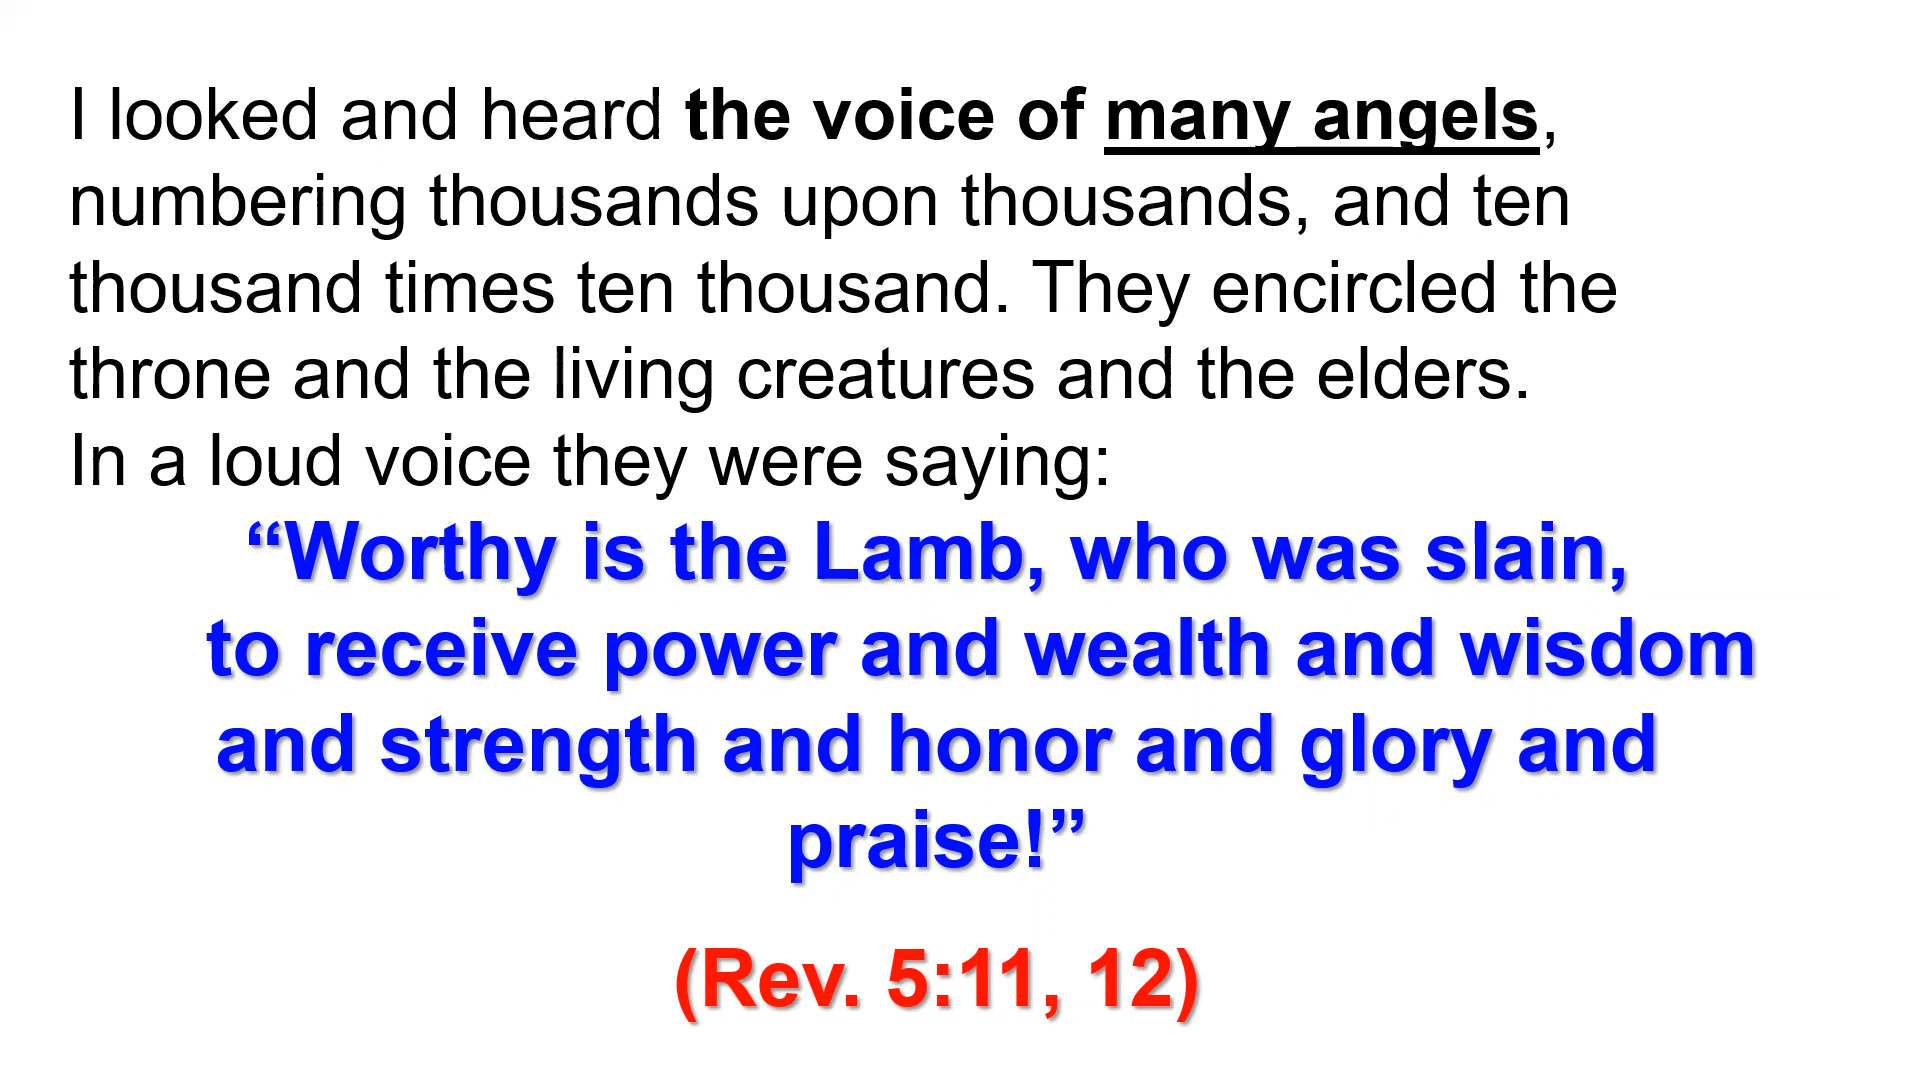 I looked and heard the voice of many angels,
numbering thousands upon thousands, and ten
thousand times ten thousand. They encircled the
throne and the living creatures and the elders.
In a loud voice they were saying:
“Worthy is the Lamb, who was slain,
to receive power and wealth and wisdom
and strength and honor and glory and
praise!”
(Rev. 5:11, 12)